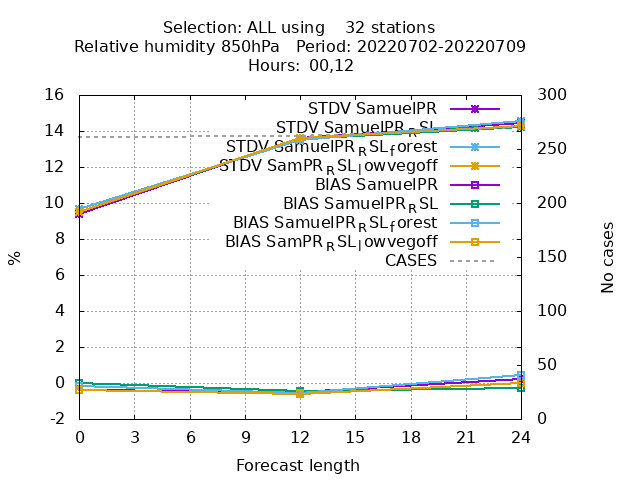 Selection: ALL using    32 stations
Relative humidity 850hPa   Period: 20220702-20220709
Hours: 00,12
STDV SamuelPR
STDV SamuelPR_RSL
STDV SamuelPR_RSL_forest
STDV SamPR_RSL_lowvegoff
BIAS SamuelPR
BIAS SamuelPR_RSL
BIAS SamuelPR_RSL_forest
BIAS SamPR_RSL_lowvegoff
CASES
16
14
12
10
8
6
4
2
0
-2
%
300
250
200
150
100
50
0
No cases
0 3 6 9 12 15 18 21 24
Forecast length